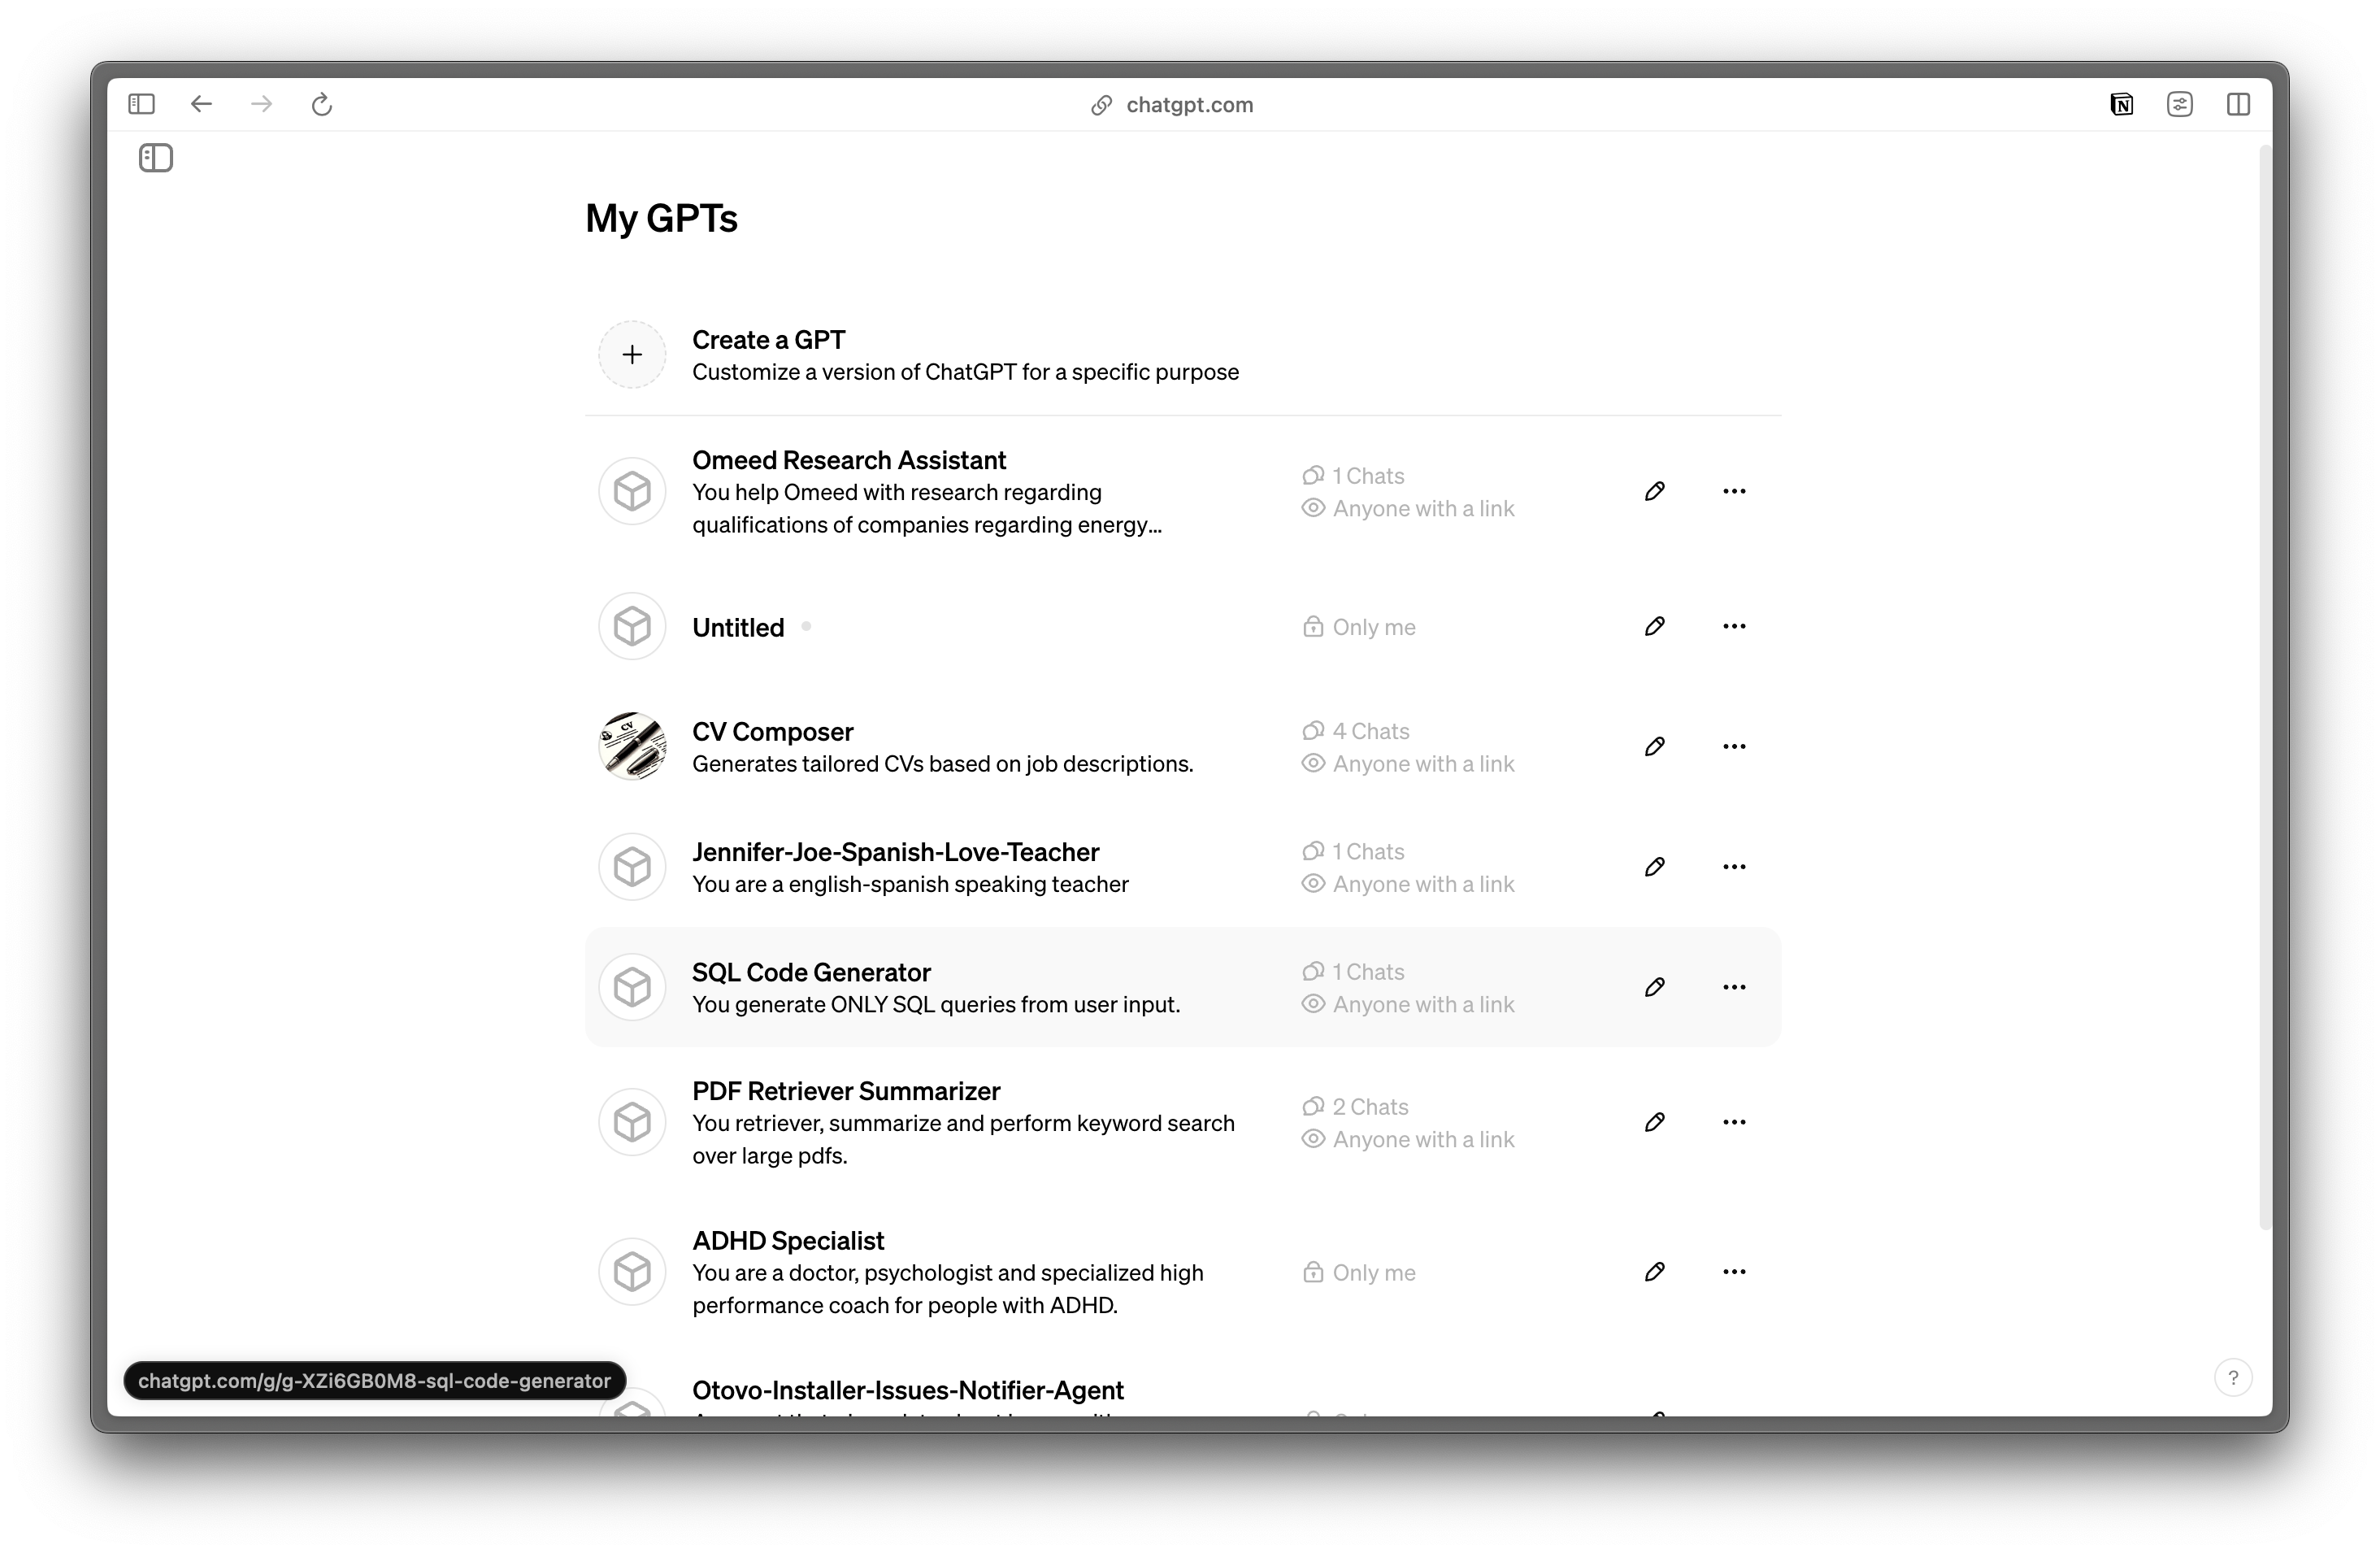 chatgpt.com
My GPTs
Create a GPT
Customize a version of ChatGPT for a specific purpose
Omeed Research Assistant
You help Omeed with research regarding
qualifications of companies regarding energy...
1 Chats
Anyone with a link
Untitled
Only me
CV
CV Composer
Generates tailored CVs based on job descriptions.
4 Chats
Anyone with a link
Jennifer-Joe-Spanish-Love-Teacher
You are a english-spanish speaking teacher
1 Chats
Anyone with a link
SQL Code Generator
You generate ONLY SQL queries from user input.
1 Chats
Anyone with a link
PDF Retriever Summarizer
You retriever, summarize and perform keyword search
over large pdfs.
2 Chats
Anyone with a link
ADHD Specialist
You are a doctor, psychologist and specialized high
performance coach for people with ADHD.
Only me
Otovo-Installer-Issues-Notifier-Agent
chatgpt.com/g/g-XZi6GB0M8-sql-code-generator
?